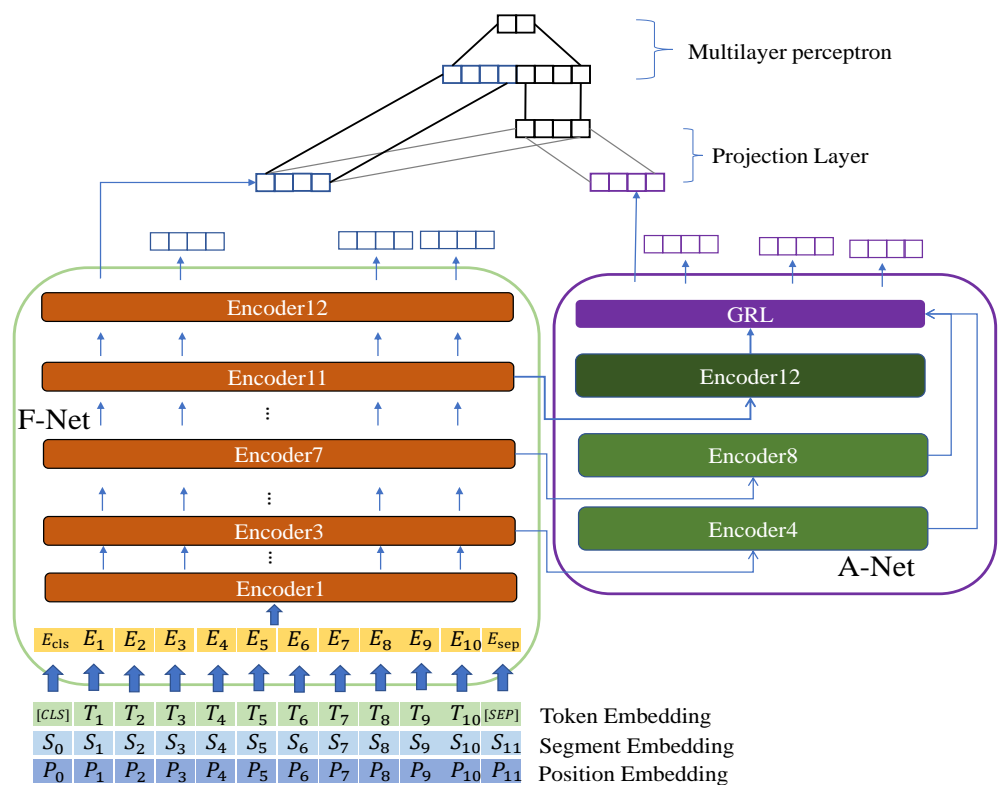 Multilayer perceptron
Projection Layer
Encoder12
Encoder11
F-Net
...
Encoder7
...
Encoder3
...
Encoder1
GRL
Encoder12
Encoder8
Encoder4
A-Net
E_cls E_1 E_2 E_3 E_4 E_5 E_6 E_7 E_8 E_9 E_10 E_sep
[CLS] T_1 T_2 T_3 T_4 T_5 T_6 T_7 T_8 T_9 T_10 [SEP] Token Embedding
S_0 S_1 S_2 S_3 S_4 S_5 S_6 S_7 S_8 S_9 S_10 S_11 Segment Embedding
P_0 P_1 P_2 P_3 P_4 P_5 P_6 P_7 P_8 P_9 P_10 P_11 Position Embedding